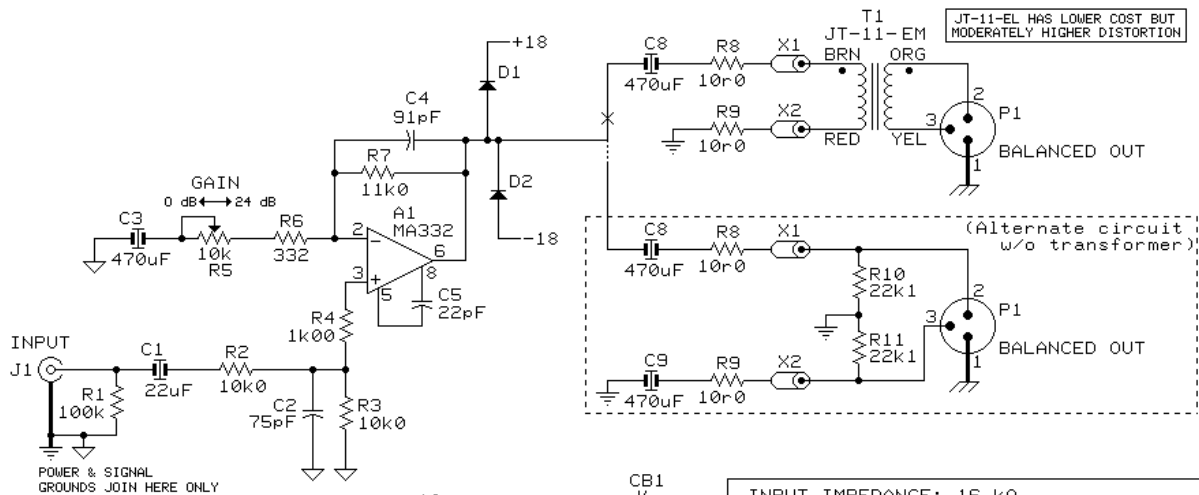 T1
JT-11-EM
JT-11-EL HAS LOWER COST BUT
MODERATELY HIGHER DISTORTION
+18
D1
C8
470uF
R8
10r0
X1
BRN
ORG
2
3
P1
1
BALANCED OUT
R9
10r0
X2
RED
YEL
C4
91pF
R7
11k0
D2
-18
GAIN
0 dB
24 dB
C3
470uF
10k
R5
R6
332
A1
MA332
2
-
3
+
6
8
5
C5
22pF
R4
1k00
INPUT
J1
R1
100k
C1
22uF
R2
10k0
C2
75pF
R3
10k0
POWER & SIGNAL
GROUNDS JOIN HERE ONLY
(Alternate circuit
w/o transformer)
C8
470uF
R8
10r0
X1
R10
22k1
R11
22k1
2
3
P1
1
BALANCED OUT
C9
470uF
R9
10r0
X2
CB1
INPUT IMPEDANCE: 16 kΩ